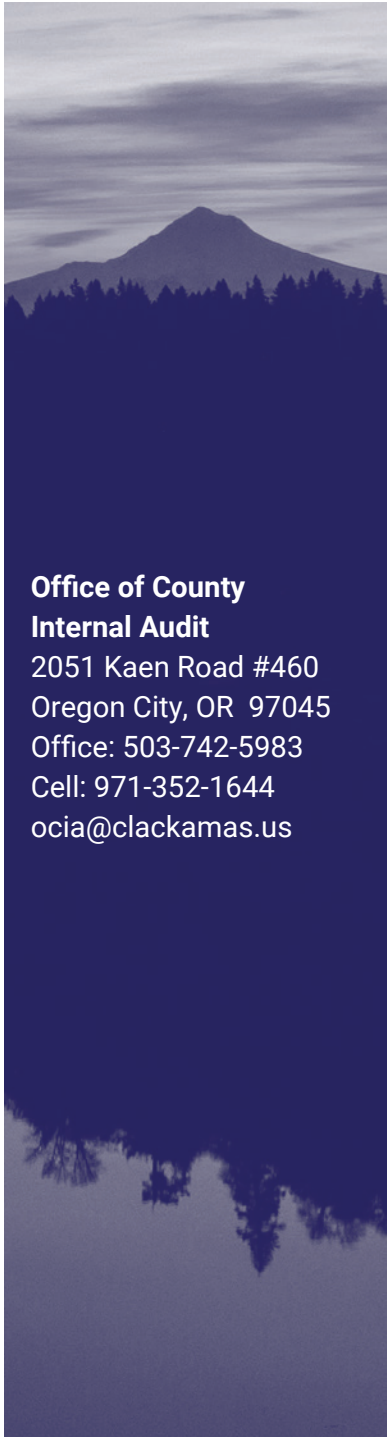 Office of County
Internal Audit
2051 Kaen Road #460
Oregon City, OR  97045
Office: 503-742-5983
Cell: 971-352-1644
ocia@clackamas.us